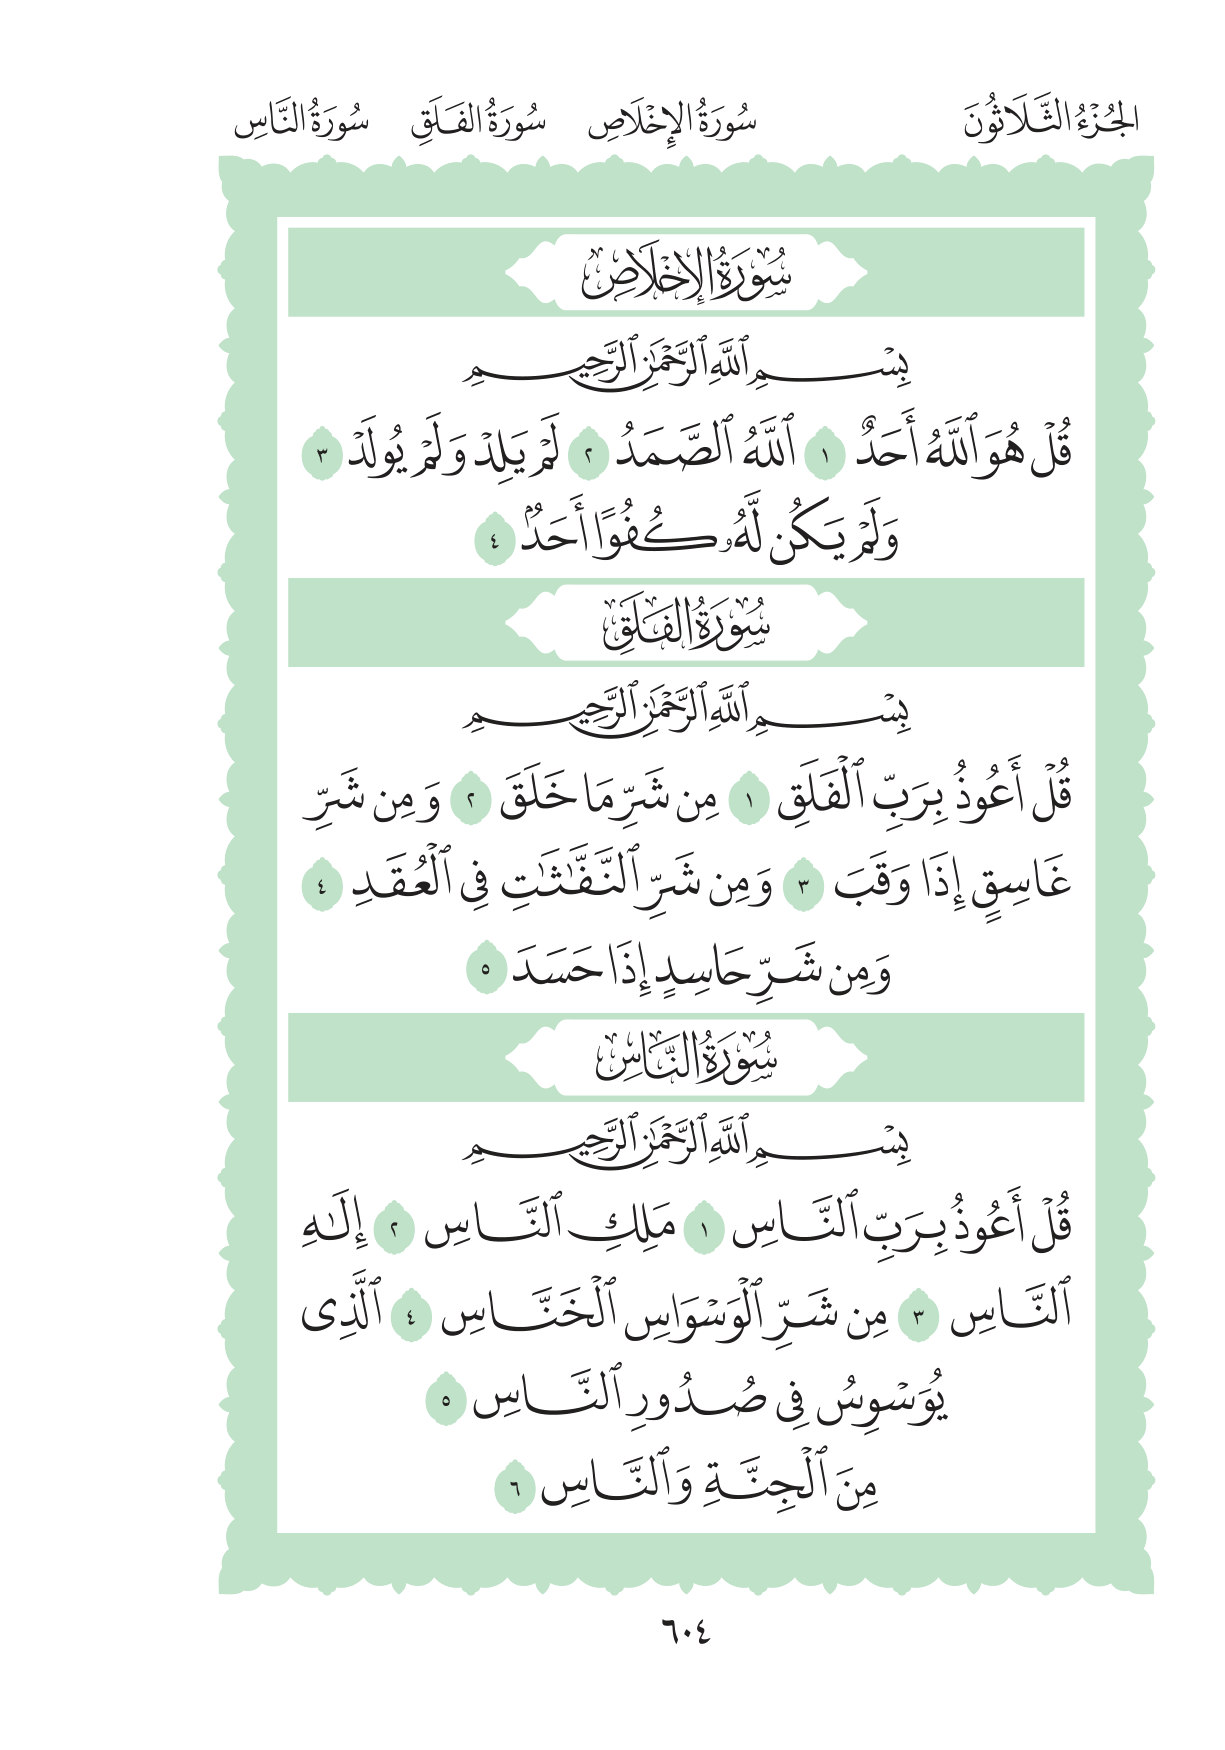 الجُزْءُ الثَّلَاثُونَ سُورَةُ الإِخْلَاصِ سُورَةُ الفَلَقِ سُورَةُ النَّاسِ
سُورَةُ الإِخْلَاصِ
بِسْمِ ٱللَّهِ ٱلرَّحْمَٰنِ ٱلرَّحِيمِ
قُلْ هُوَ ٱللَّهُ أَحَدٌ ١ ٱللَّهُ ٱلصَّمَدُ ٢ لَمْ يَلِدْ وَلَمْ يُولَدْ ٣
وَلَمْ يَكُن لَّهُۥ كُفُوًا أَحَدٌۢ ٤
سُورَةُ الفَلَقِ
بِسْمِ ٱللَّهِ ٱلرَّحْمَٰنِ ٱلرَّحِيمِ
قُلْ أَعُوذُ بِرَبِّ ٱلْفَلَقِ ١ مِن شَرِّ مَا خَلَقَ ٢ وَمِن شَرِّ
غَاسِقٍ إِذَا وَقَبَ ٣ وَمِن شَرِّ ٱلنَّفَّٰثَٰتِ فِى ٱلْعُقَدِ ٤
وَمِن شَرِّ حَاسِدٍ إِذَا حَسَدَ ٥
سُورَةُ النَّاسِ
بِسْمِ ٱللَّهِ ٱلرَّحْمَٰنِ ٱلرَّحِيمِ
قُلْ أَعُوذُ بِرَبِّ ٱلنَّاسِ ١ مَلِكِ ٱلنَّاسِ ٢ إِلَٰهِ
ٱلنَّاسِ ٣ مِن شَرِّ ٱلْوَسْوَاسِ ٱلْخَنَّاسِ ٤ ٱلَّذِى
يُوَسْوِسُ فِى صُدُورِ ٱلنَّاسِ ٥
مِنَ ٱلْجِنَّةِ وَٱلنَّاسِ ٦
٦٠٤